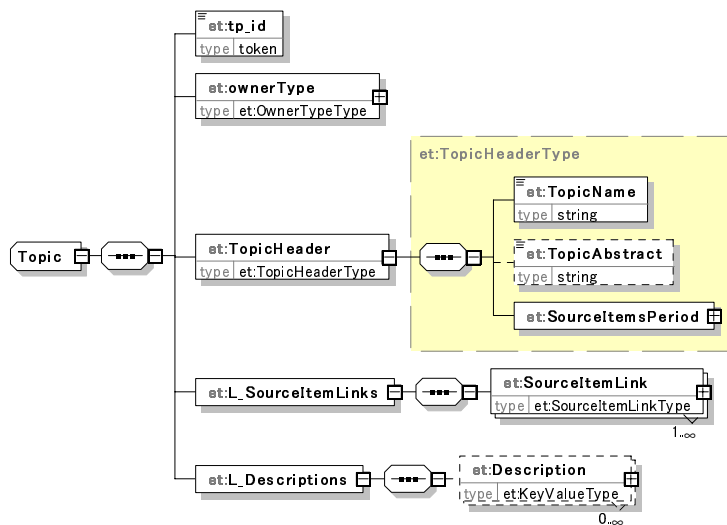 et:tp_id
type token
et:ownerType
type et:OwnerTypeType
et:TopicHeaderType
et:TopicName
type string
Topic
et:TopicHeader
type et:TopicHeaderType
et:TopicAbstract
type string
et:SourceItemsPeriod
et:L_SourceItemLinks
et:SourceItemLink
type et:SourceItemLinkType
1..∞
et:L_Descriptions
et:Description
type et:KeyValueType
0..∞